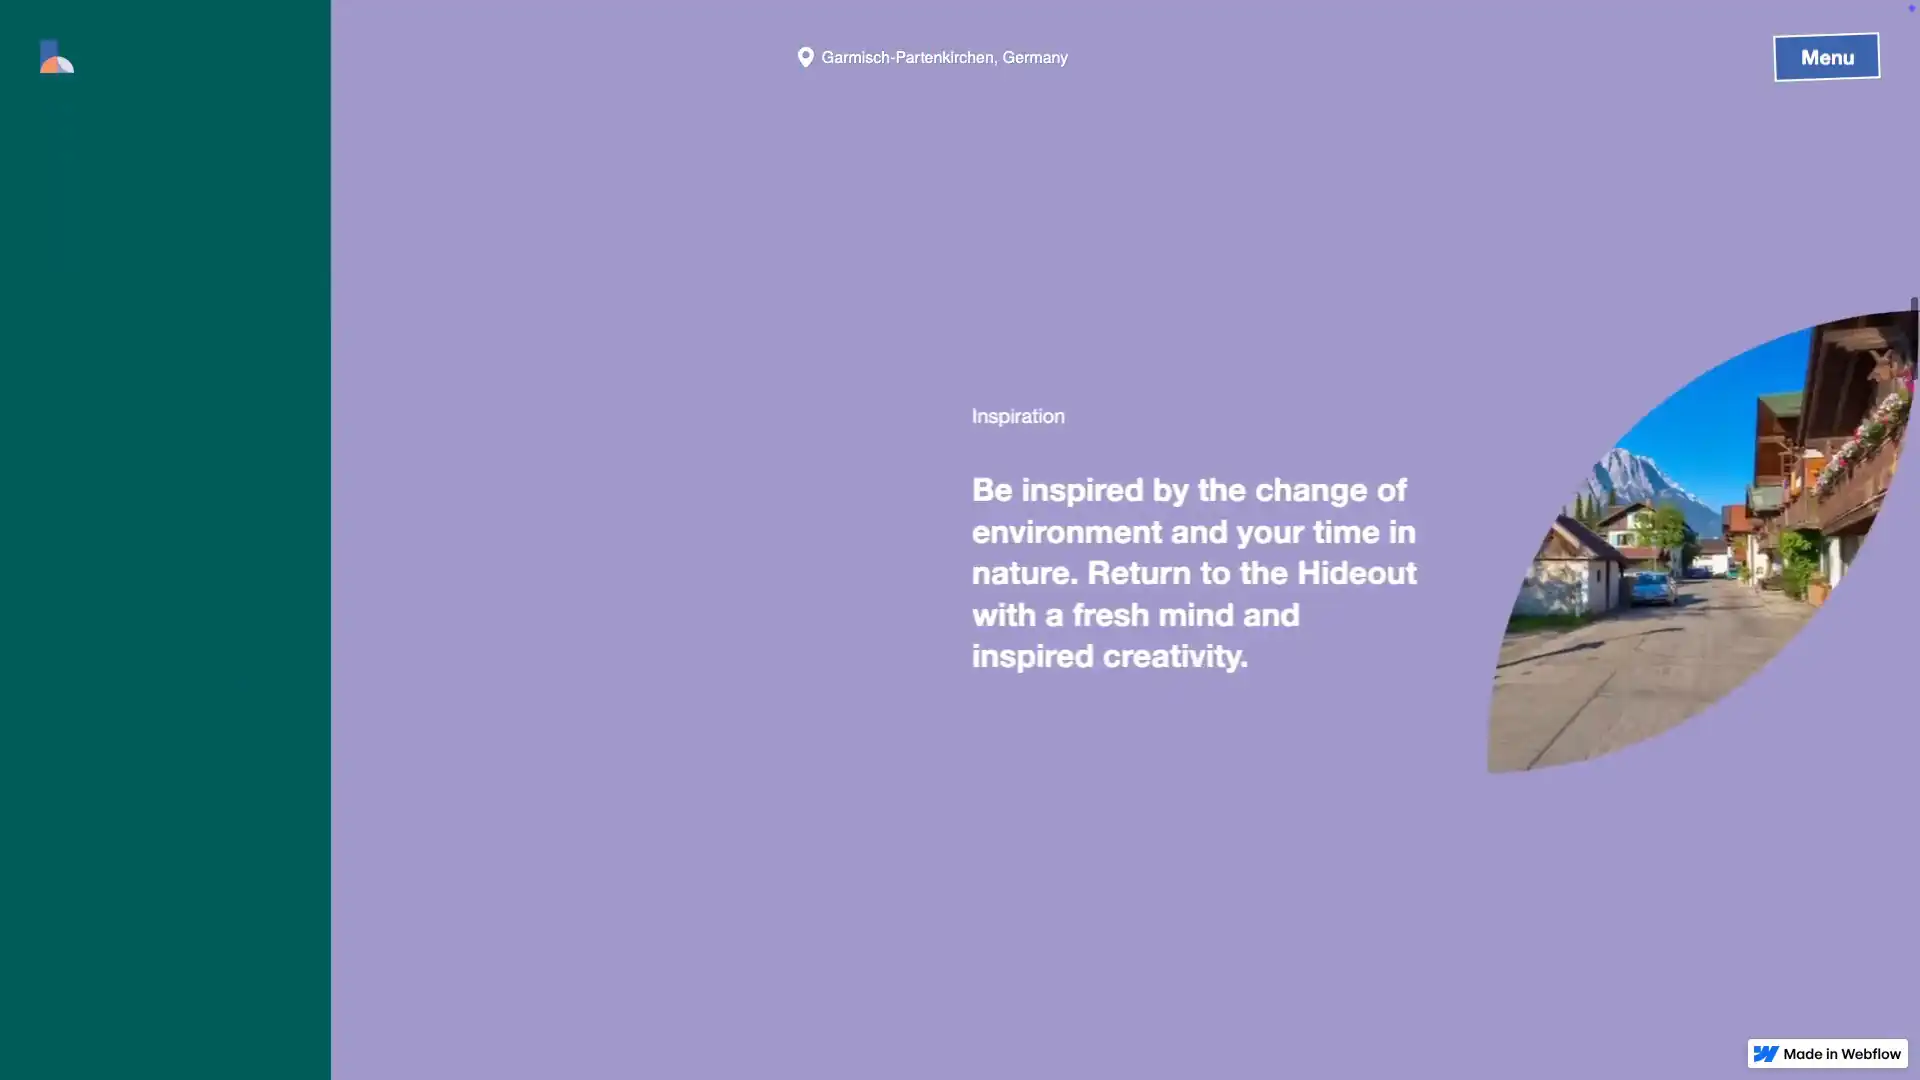 Garmisch-Partenkirchen, Germany
Menu
Inspiration
Be inspired by the change of
environment and your time in
nature. Return to the Hideout
with a fresh mind and
inspired creativity.
Made in Webflow